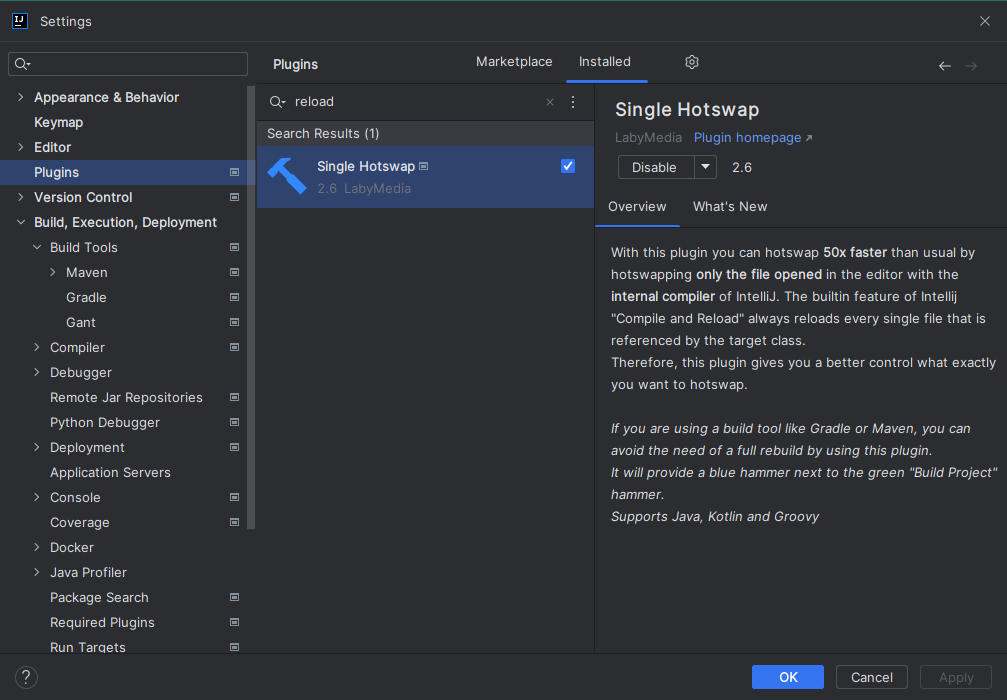 Settings
Appearance & Behavior
Keymap
Editor
Plugins
Version Control
Build, Execution, Deployment
Build Tools
Maven
Gradle
Gant
Compiler
Debugger
Remote Jar Repositories
Python Debugger
Deployment
Application Servers
Console
Coverage
Docker
Java Profiler
Package Search
Required Plugins
Run Targets
Plugins
Marketplace
Installed
reload
Search Results (1)
Single Hotswap
2.6 LabyMedia
Single Hotswap
LabyMedia Plugin homepage
Disable
2.6
Overview
What's New
With this plugin you can hotswap 50x faster than usual by
hotswapping only the file opened in the editor with the
internal compiler of IntelliJ. The builtin feature of Intellij
"Compile and Reload" always reloads every single file that is
referenced by the target class.
Therefore, this plugin gives you a better control what exactly
you want to hotswap.
If you are using a build tool like Gradle or Maven, you can
avoid the need of a full rebuild by using this plugin.
It will provide a blue hammer next to the green "Build Project"
hammer.
Supports Java, Kotlin and Groovy
?
OK
Cancel
Apply